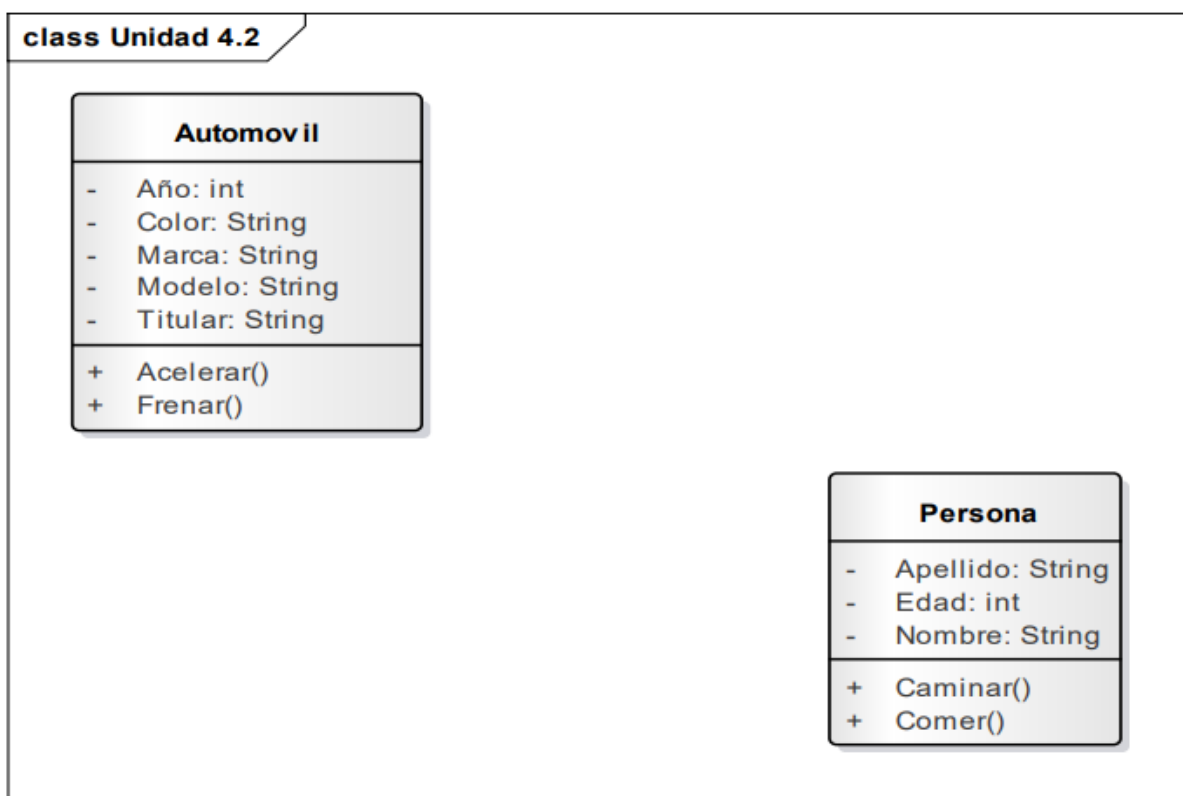 class Unidad 4.2
Automovil
- Año: int
- Color: String
- Marca: String
- Modelo: String
- Titular: String
+ Acelerar()
+ Frenar()
Persona
- Apellido: String
- Edad: int
- Nombre: String
+ Caminar()
+ Comer()